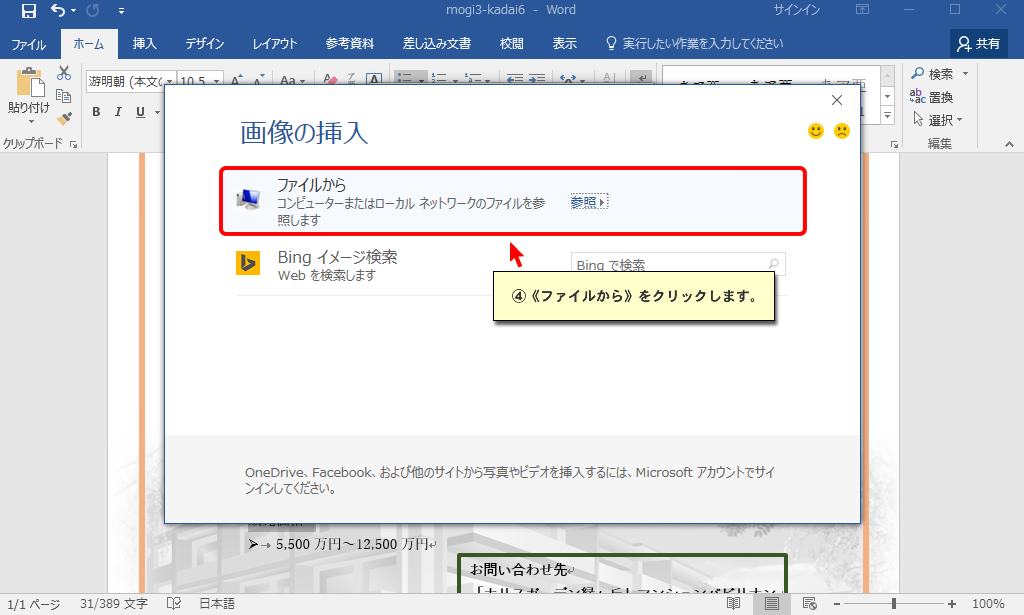 mogi3-kadai6 - Word
サインイン
ファイル ホーム 挿入 デザイン レイアウト 参考資料 差し込み文書 校閲 表示 実行したい作業を入力してください 共有
游明朝 (本文の 10.5
検索
貼り付け
B I U
置換
選択
クリップボード
編集
画像の挿入
ファイルから
コンピューターまたはローカル ネットワークのファイルを参
照します
参照
Bing イメージ検索
Web を検索します
Bing で検索
④《ファイルから》をクリックします。
OneDrive、Facebook、および他のサイトから写真やビデオを挿入するには、Microsoft アカウントでサイ
ンインしてください。
5,500 万円～12,500 万円
お問い合わせ先
1/1 ページ 31/389 文字 日本語 100%